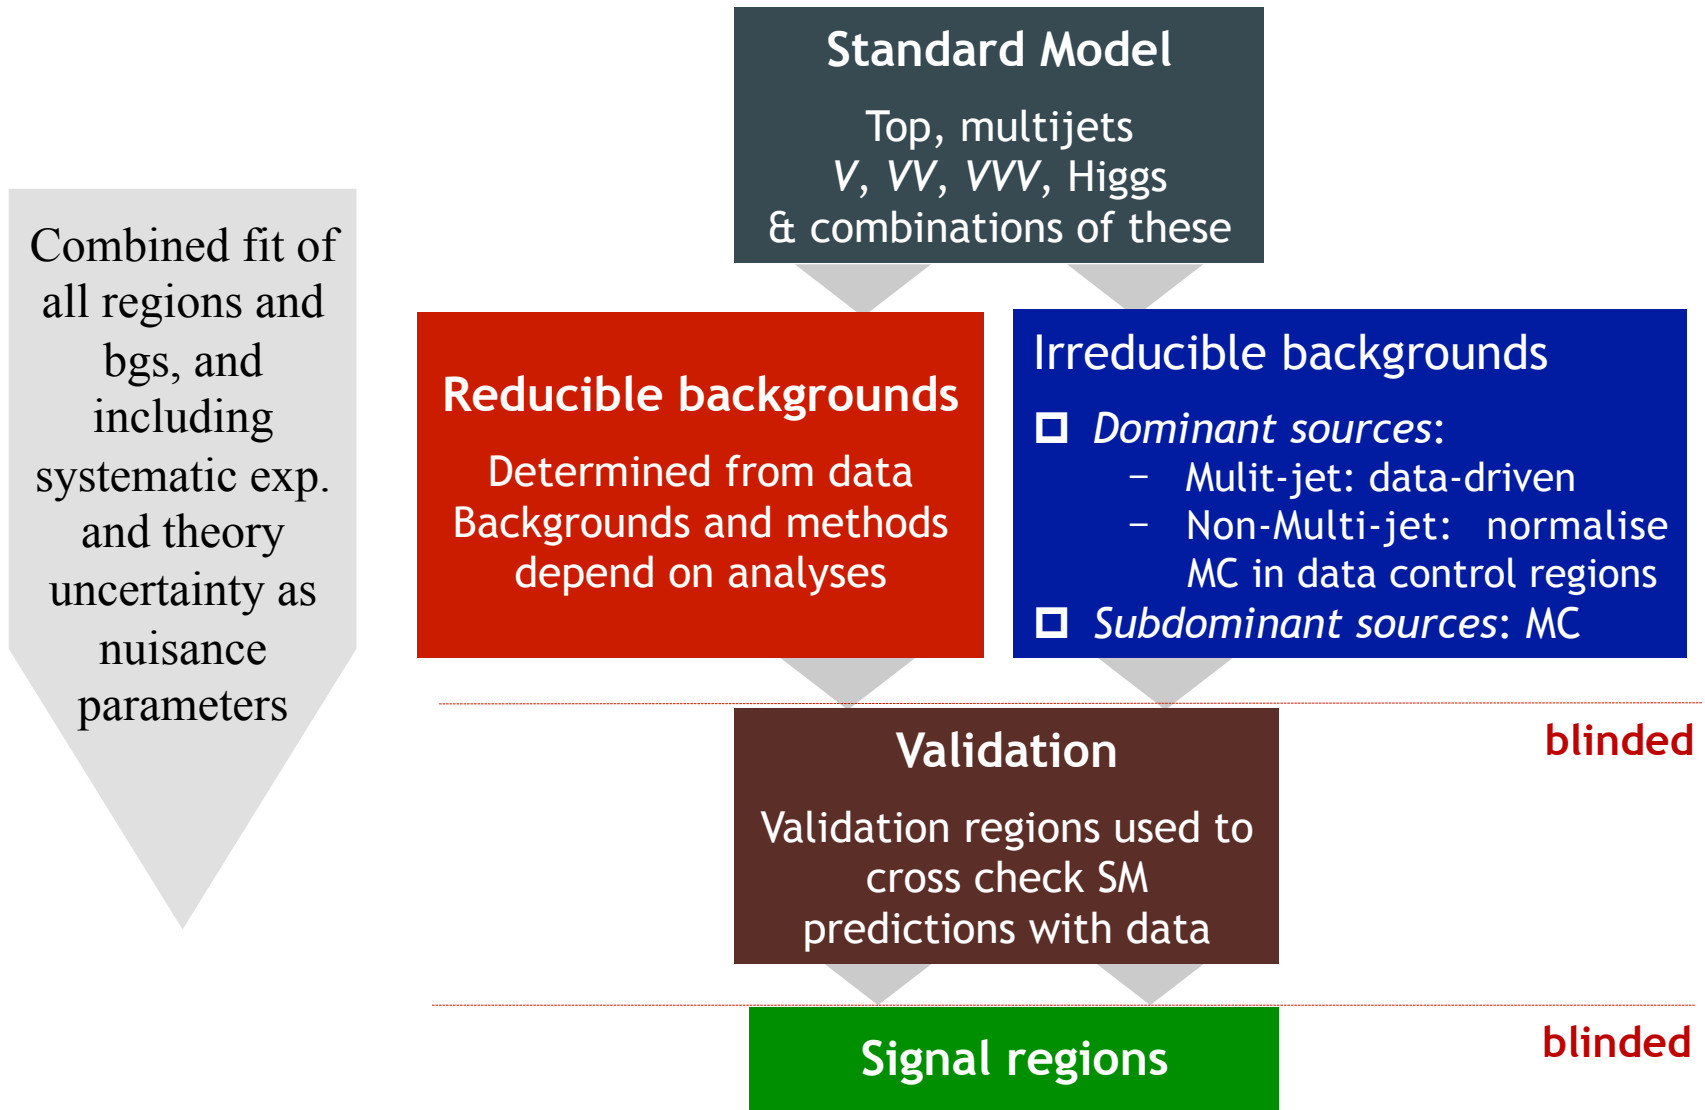 Standard Model
Top, multijets
V, VV, VVV, Higgs
& combinations of these
Combined fit of
all regions and
bgs, and
including
systematic exp.
and theory
uncertainty as
nuisance
parameters
Reducible backgrounds
Determined from data
Backgrounds and methods
depend on analyses
Irreducible backgrounds
Dominant sources:
– Mulit-jet: data-driven
– Non-Multi-jet: normalise
MC in data control regions
Subdominant sources: MC
blinded
Validation
Validation regions used to
cross check SM
predictions with data
blinded
Signal regions